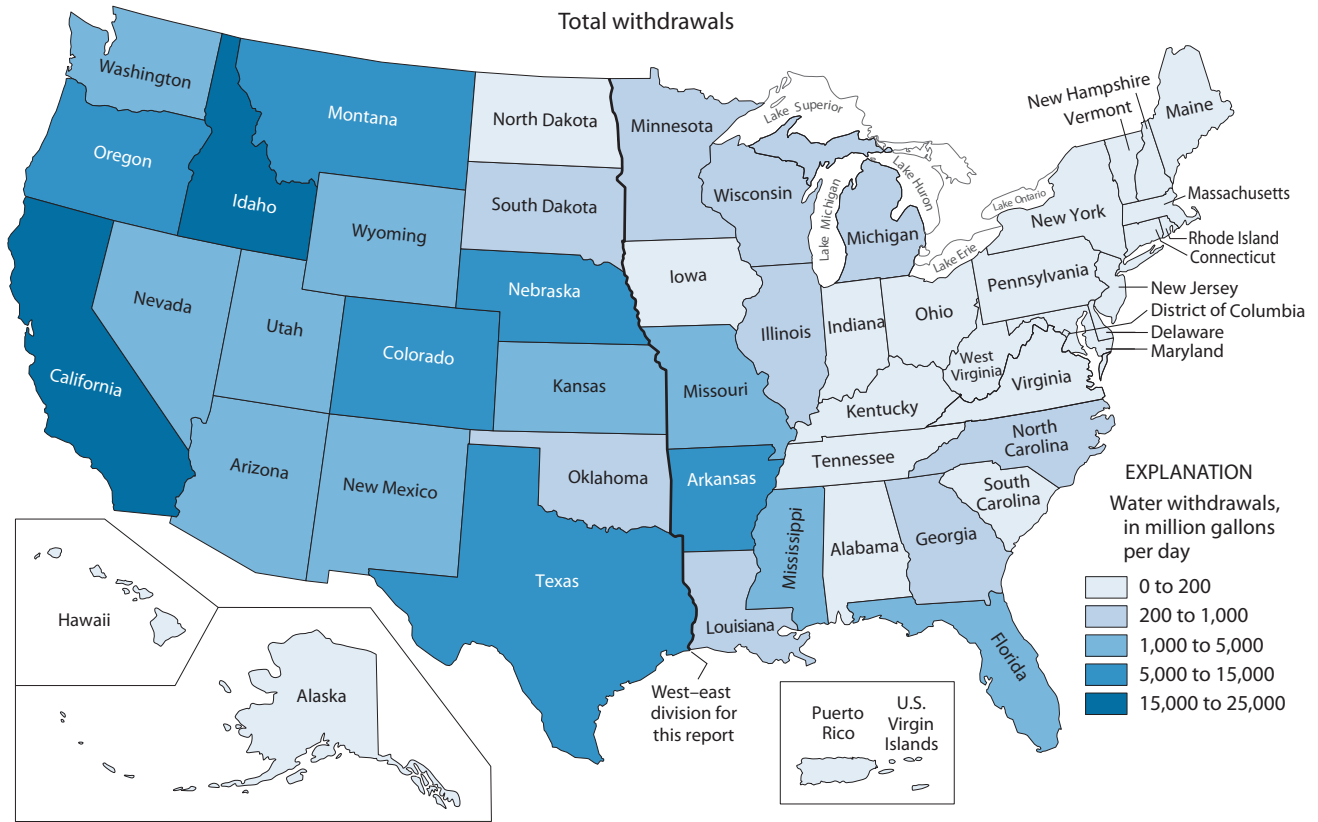 Total withdrawals
Washington
Oregon
California
Idaho
Montana
Nevada
Utah
Wyoming
Arizona
Colorado
New Mexico
North Dakota
South Dakota
Nebraska
Kansas
Oklahoma
Texas
Minnesota
Iowa
Missouri
Arkansas
Louisiana
Wisconsin
Illinois
Michigan
Indiana
Ohio
Kentucky
Tennessee
Mississippi
Alabama
Georgia
Florida
South
Carolina
North
Carolina
Virginia
West
Virginia
Pennsylvania
New York
New Hampshire
Vermont
Maine
Massachusetts
Rhode Island
Connecticut
New Jersey
District of Columbia
Delaware
Maryland
Lake Superior
Lake Michigan
Lake Huron
Lake Erie
Lake Ontario
Hawaii
Alaska
West–east
division for
this report
Puerto
Rico
U.S.
Virgin
Islands
EXPLANATION
Water withdrawals,
in million gallons
per day
0 to 200
200 to 1,000
1,000 to 5,000
5,000 to 15,000
15,000 to 25,000